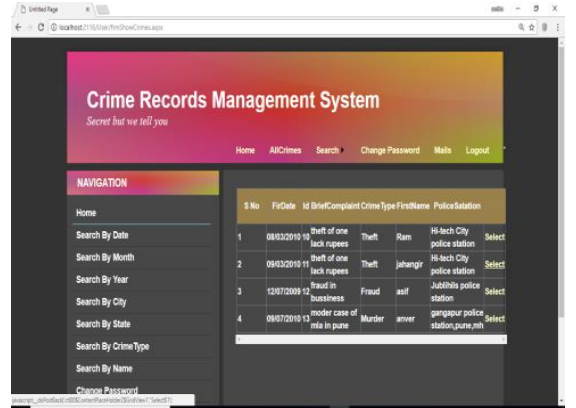 Untitled Page
localhost:2116/User/frmShowCrimes.aspx
Crime Records Management System
Secret but we tell you
Home AllCrimes Search Change Password Mails Logout
NAVIGATION
Home
Search By Date
Search By Month
Search By Year
Search By City
Search By State
Search By CrimeType
Search By Name
Change Password
S No FirDate Id BriefComplaint CrimeType FirstName PoliceSatation
1 08/03/2010 10 theft of one lack rupees Theft Ram Hi-tech City police station Select
2 09/03/2010 11 theft of one lack rupees Theft jahangir Hi-tech City police station Select
3 12/07/2009 12 fraud in bussiness Fraud asif Jublihils police station Select
4 09/07/2010 13 moder case of mla in pune Murder anver gangapur police station,pune,mh Select